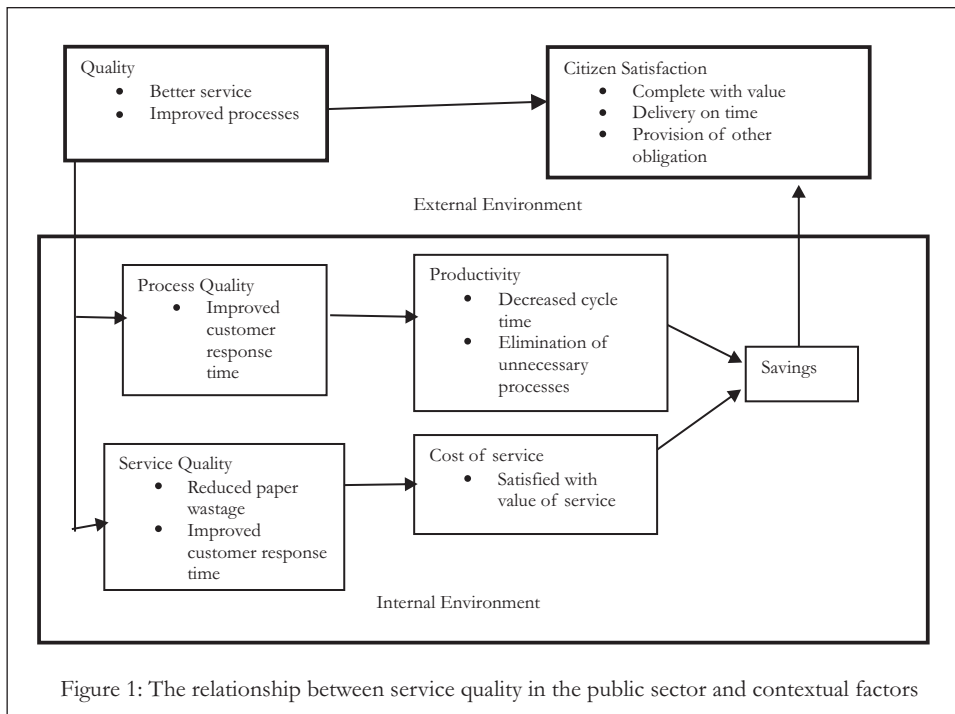 Quality
• Better service
• Improved processes
Citizen Satisfaction
• Complete with value
• Delivery on time
• Provision of other
obligation
External Environment
Process Quality
• Improved
customer
response
time
Productivity
• Decreased cycle
time
• Elimination of
unnecessary
processes
Savings
Service Quality
• Reduced paper
wastage
• Improved
customer response
time
Cost of service
• Satisfied with
value of service
Internal Environment
Figure 1: The relationship between service quality in the public sector and contextual factors